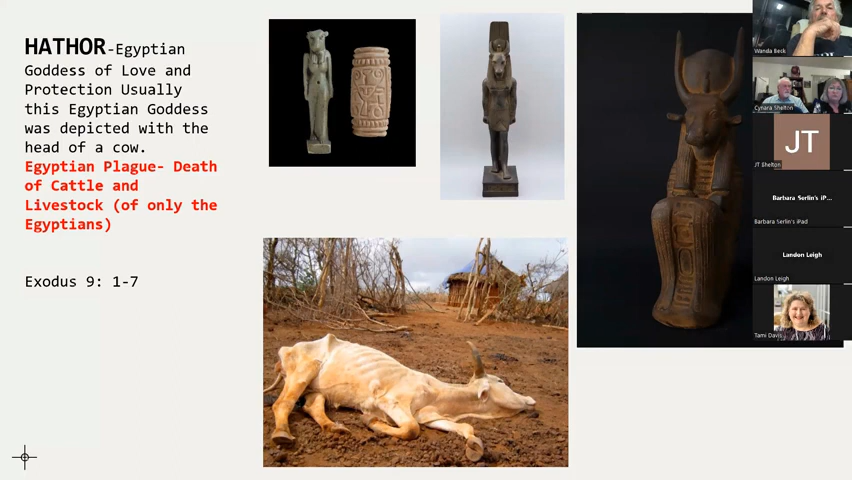 HATHOR-Egyptian
Goddess of Love and
Protection Usually
this Egyptian Goddess
was depicted with the
head of a cow.
Egyptian Plague- Death
of Cattle and
Livestock (of only the
Egyptians)
Exodus 9: 1-7
Wanda Beck
Cynara Shelton
JT
JT Shelton
Barbara Serlin's iP...
Barbara Serlin's iPad
Landon Leigh
Landon Leigh
Tami Davis